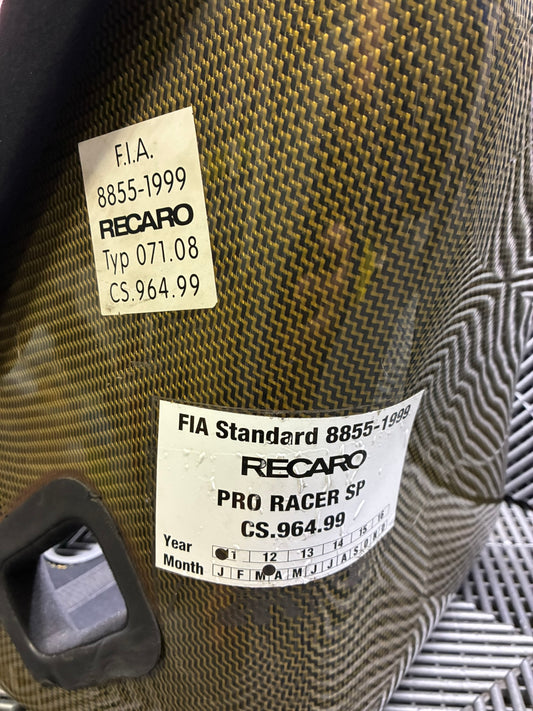 F.I.A.
8855-1999
RECARO
Typ 071.08
CS.964.99
FIA Standard 8855-1999
RECARO
PRO RACER SP
CS.964.99
Year 11 12 13 14 15 16
Month J F M A M J J A S O N D